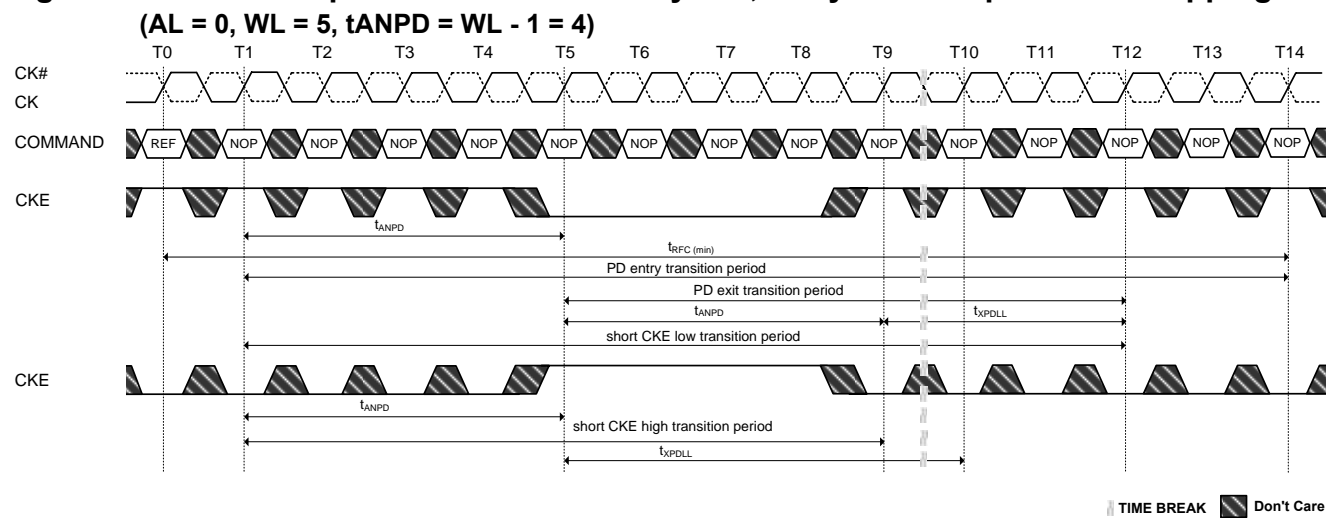 (AL = 0, WL = 5, tANPD = WL - 1 = 4)
T0 T1 T2 T3 T4 T5 T6 T7 T8 T9 T10 T11 T12 T13 T14
CK#
CK
COMMAND REF NOP NOP NOP NOP NOP NOP NOP NOP NOP NOP NOP NOP NOP NOP
CKE
tANPD
tRFC (min)
PD entry transition period
PD exit transition period
tANPD tXPDLL
short CKE low transition period
CKE
tANPD
short CKE high transition period
tXPDLL
TIME BREAK Don't Care